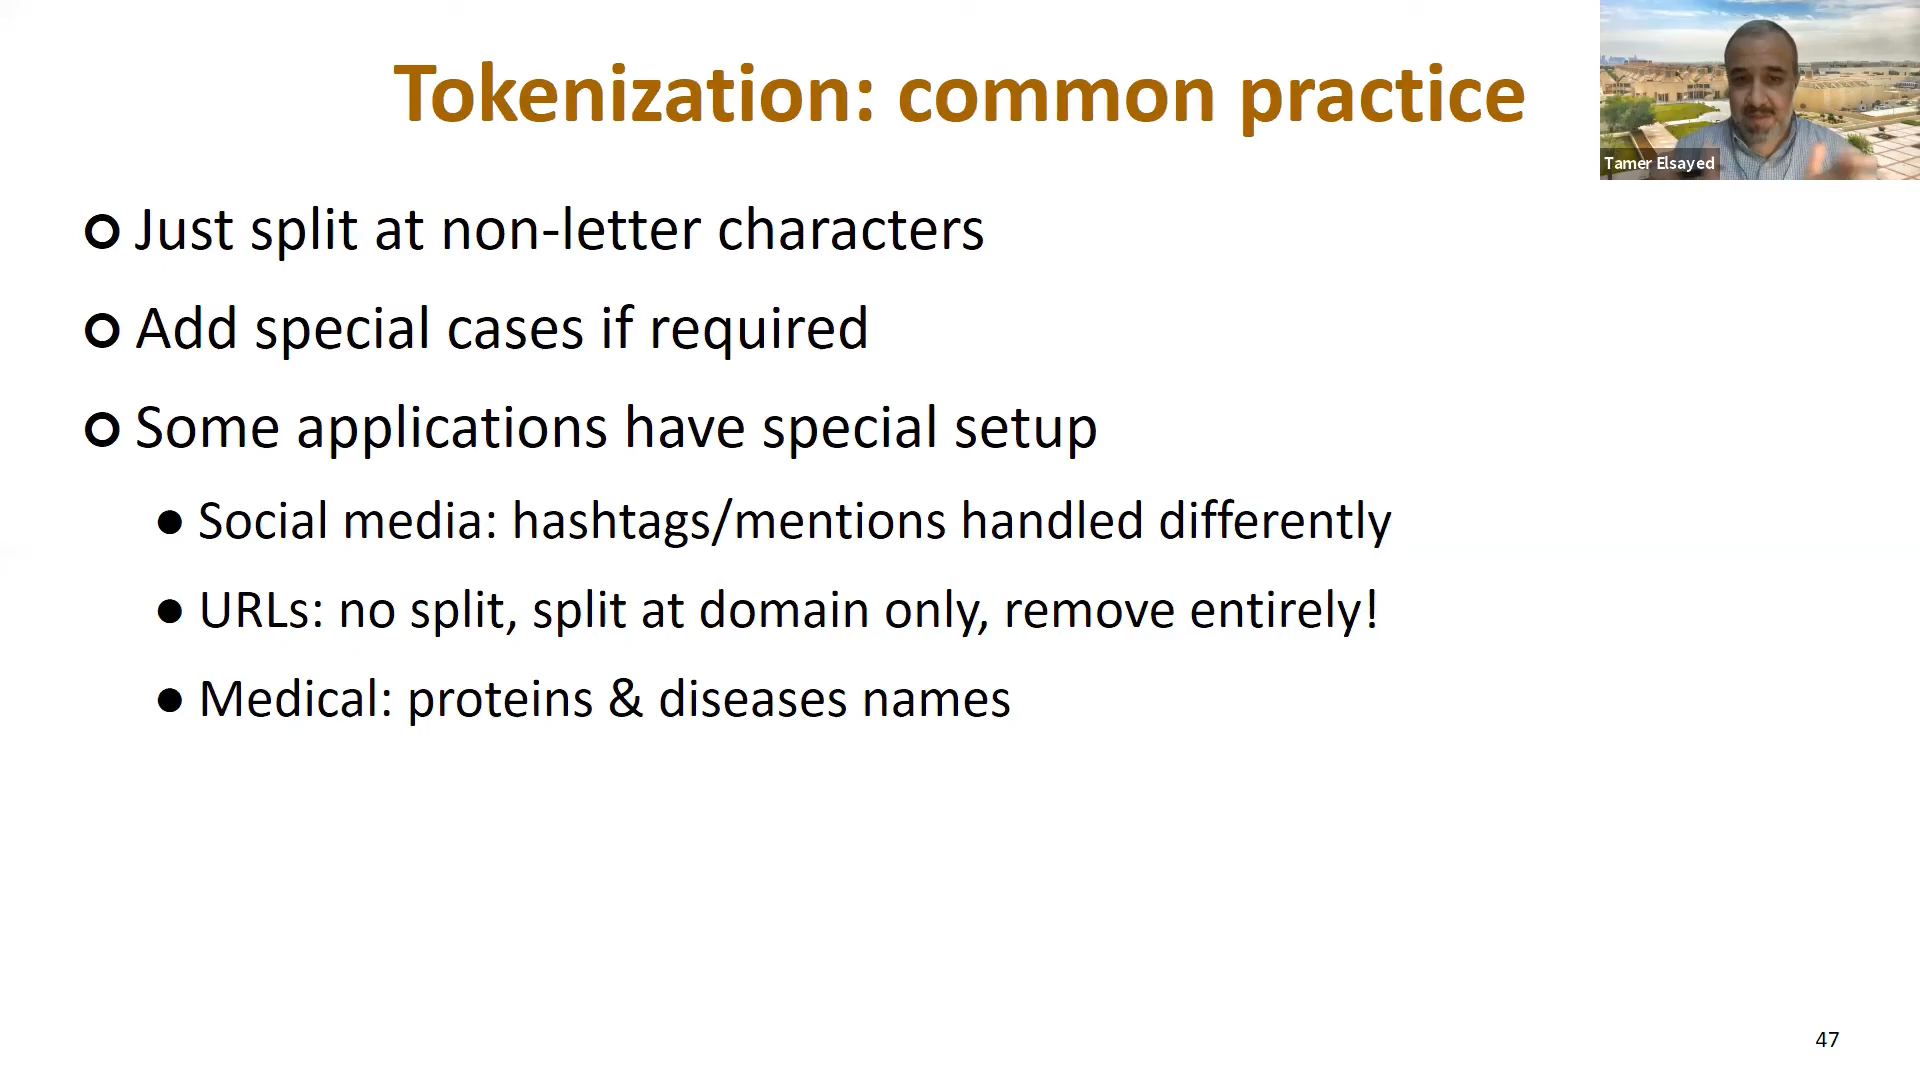 Tokenization: common practice
Tamer Elsayed
Just split at non-letter characters
Add special cases if required
Some applications have special setup
Social media: hashtags/mentions handled differently
URLs: no split, split at domain only, remove entirely!
Medical: proteins & diseases names
47